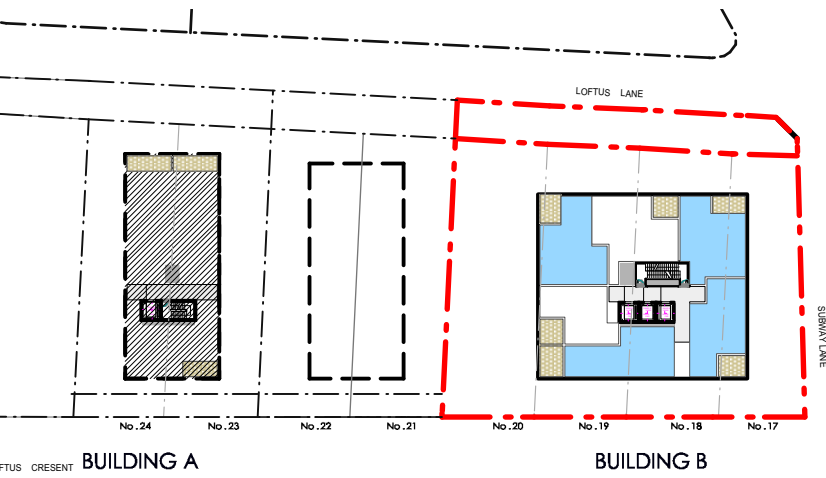 LOFTUS LANE
SUBWAY LANE
No.24 No.23 No.22 No.21 No.20 No.19 No.18 No.17
FTUS CRESENT BUILDING A BUILDING B